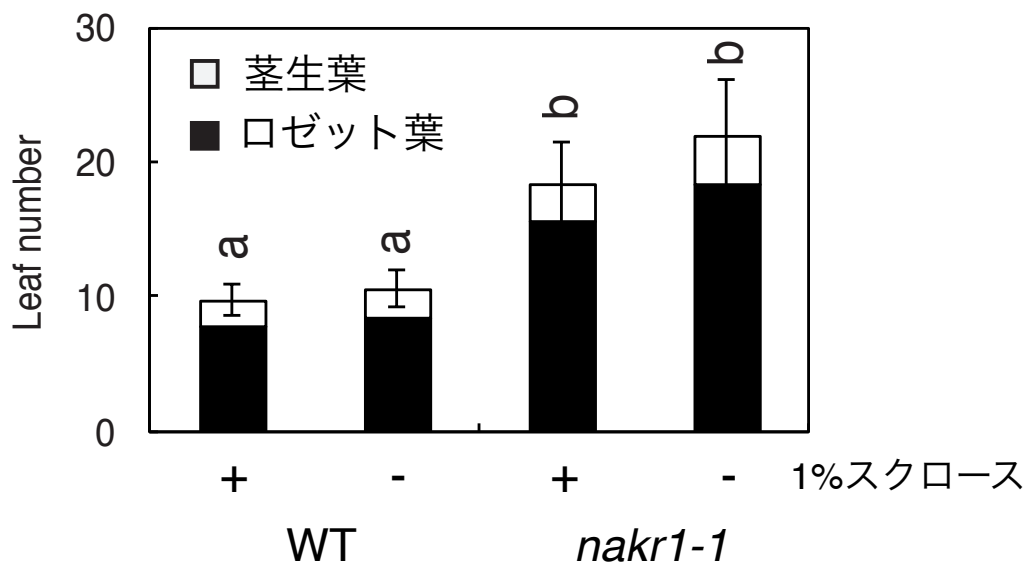 30
茎生葉
ロゼット葉
b
b
20
Leaf number
a
a
10
0
+ - + - 1%スクロース
WT nakr1-1